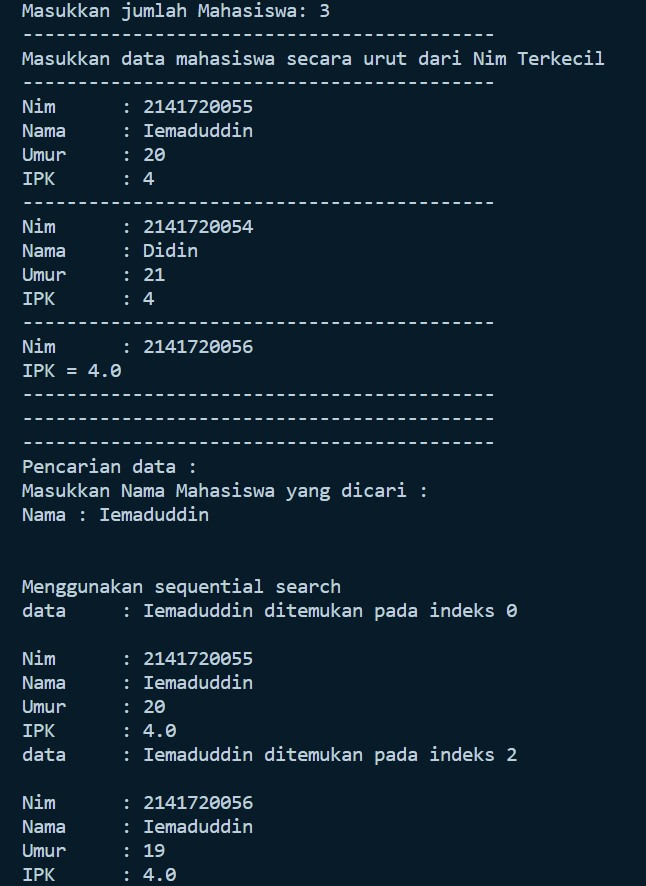 Masukkan jumlah Mahasiswa: 3
-------------------------------------------
Masukkan data mahasiswa secara urut dari Nim Terkecil
-------------------------------------------
Nim      : 2141720055
Nama     : Iemaduddin
Umur     : 20
IPK      : 4
-------------------------------------------
Nim      : 2141720054
Nama     : Didin
Umur     : 21
IPK      : 4
-------------------------------------------
Nim      : 2141720056
IPK = 4.0
-------------------------------------------
-------------------------------------------
-------------------------------------------
Pencarian data :
Masukkan Nama Mahasiswa yang dicari :
Nama : Iemaduddin
Menggunakan sequential search
data     : Iemaduddin ditemukan pada indeks 0
Nim      : 2141720055
Nama     : Iemaduddin
Umur     : 20
IPK      : 4.0
data     : Iemaduddin ditemukan pada indeks 2
Nim      : 2141720056
Nama     : Iemaduddin
Umur     : 19
IPK      : 4.0